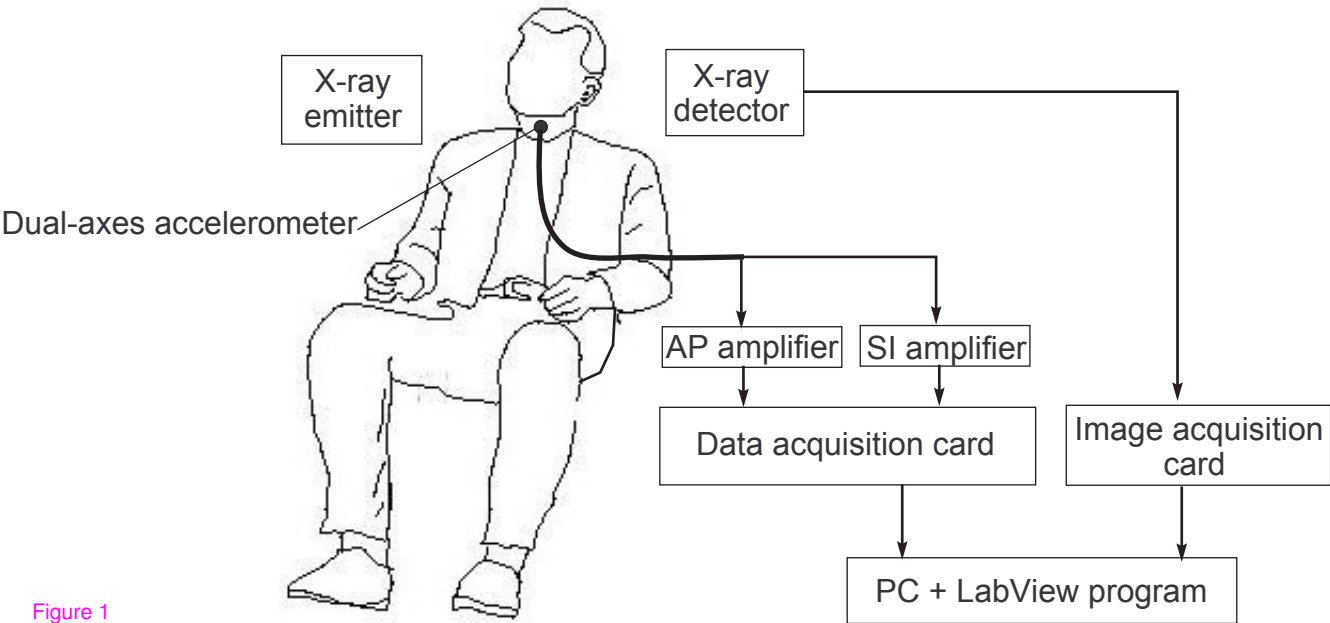 X-ray
emitter
X-ray
detector
Dual-axes accelerometer
AP amplifier
SI amplifier
Data acquisition card
Image acquisition
card
PC + LabView program
Figure 1